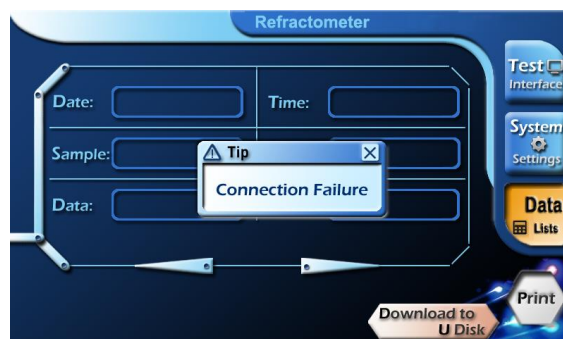 Refractometer
Test
Interface
Date:
Time:
System
Settings
Sample:
Tip
Connection Failure
Data:
Data
Lists
Print
Download to
U Disk